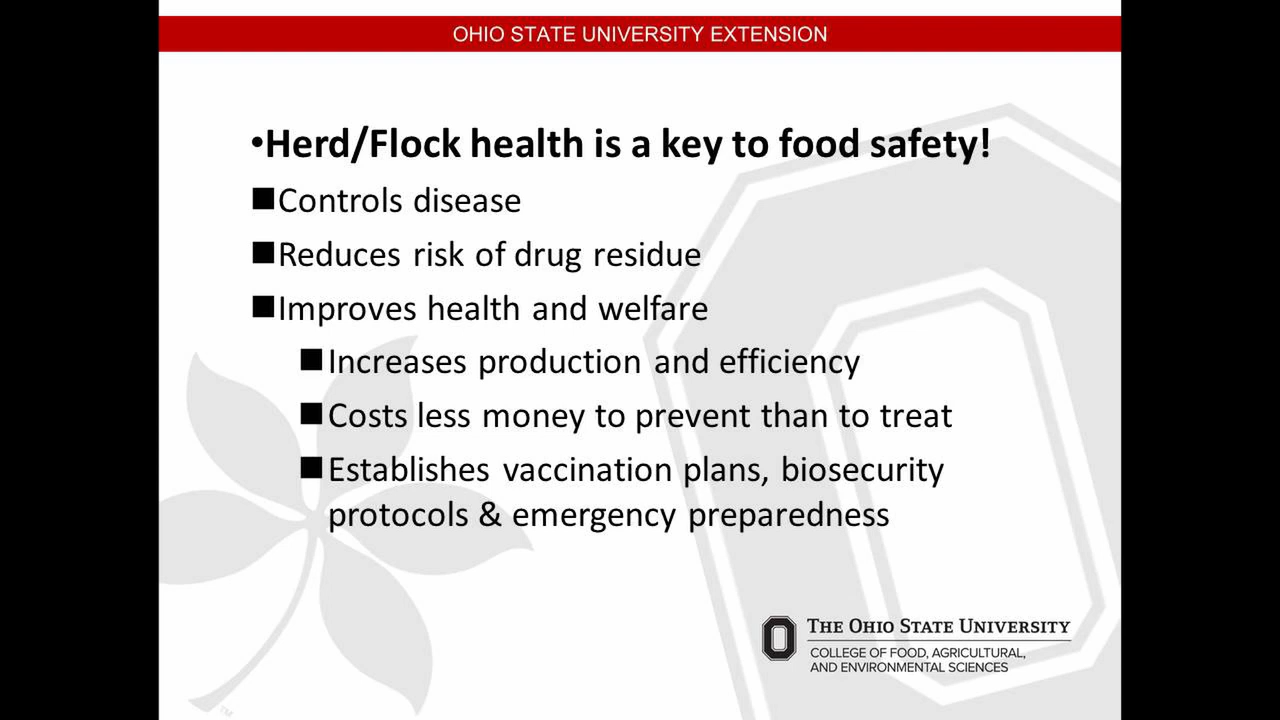 OHIO STATE UNIVERSITY EXTENSION
•Herd/Flock health is a key to food safety!
■Controls disease
■Reduces risk of drug residue
■Improves health and welfare
■Increases production and efficiency
■Costs less money to prevent than to treat
■Establishes vaccination plans, biosecurity
protocols & emergency preparedness
THE OHIO STATE UNIVERSITY
COLLEGE OF FOOD, AGRICULTURAL,
AND ENVIRONMENTAL SCIENCES
TM